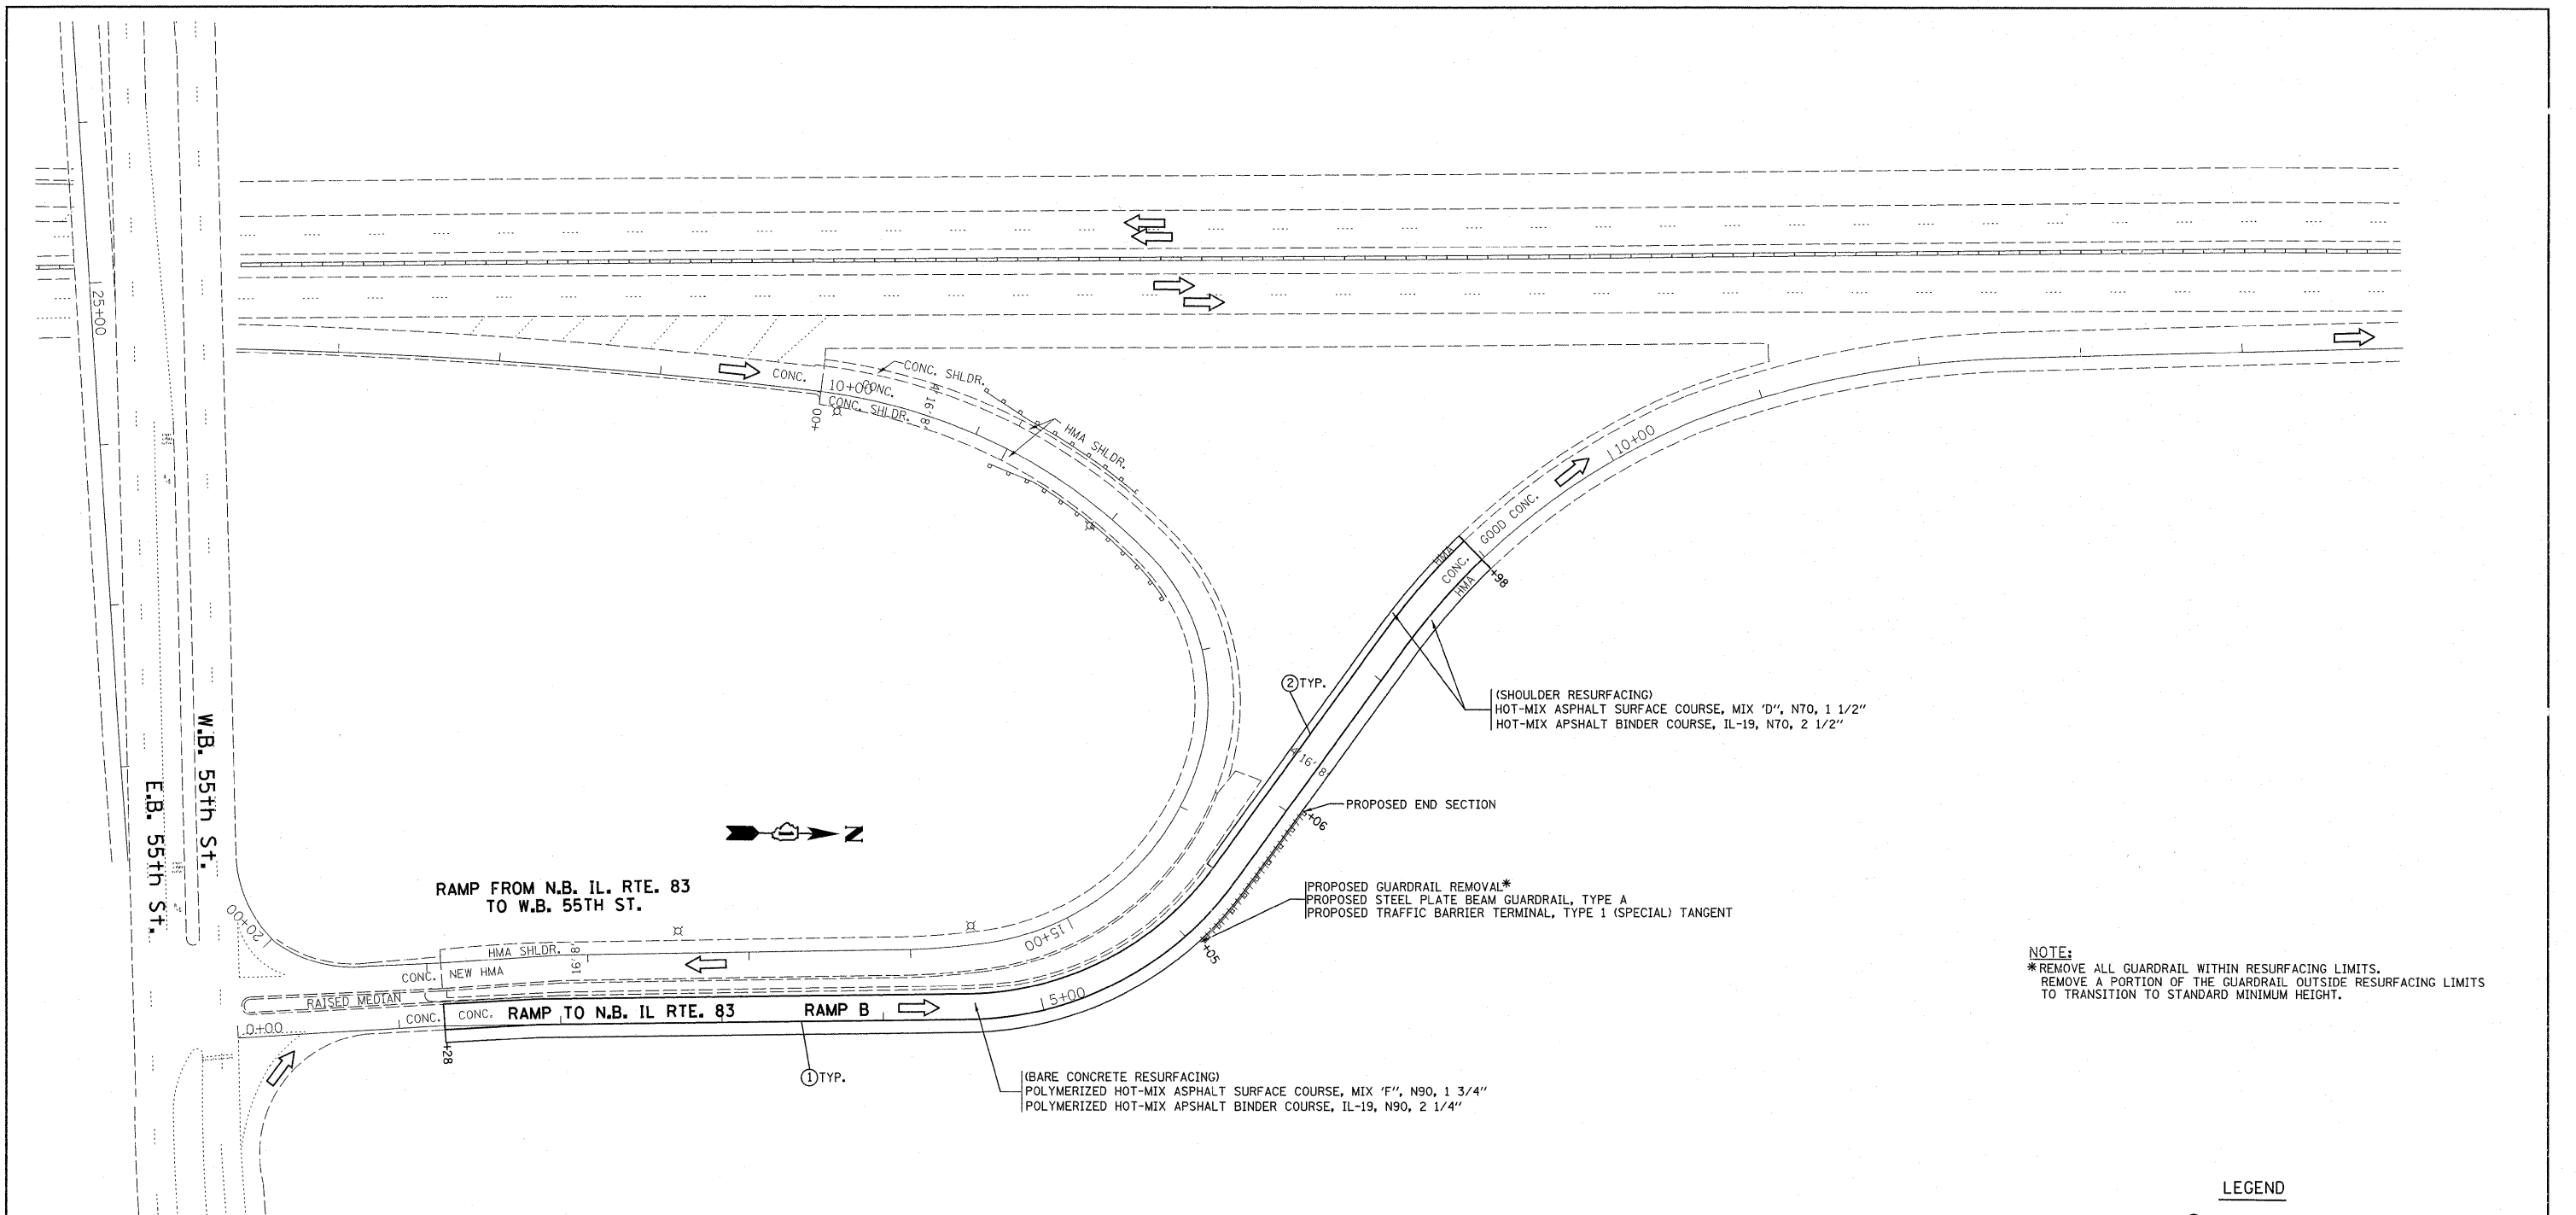 25+00
CONC.
10+00
CONC.
CONC. SHLDR.
CONC. SHLDR.
4'
16'
8'
+00
HMA SHLDR.
10+00
GOOD CONC.
HMA
CONC.
HMA
+98
② TYP.
(SHOULDER RESURFACING)
HOT-MIX ASPHALT SURFACE COURSE, MIX 'D", N70, 1 1/2"
HOT-MIX APSHALT BINDER COURSE, IL-19, N70, 2 1/2"
4'
16'
8'
PROPOSED END SECTION
+06
W.B. 55th St.
E.B. 55th St.
N
RAMP FROM N.B. IL. RTE. 83
TO W.B. 55TH ST.
PROPOSED GUARDRAIL REMOVAL*
PROPOSED STEEL PLATE BEAM GUARDRAIL, TYPE A
PROPOSED TRAFFIC BARRIER TERMINAL, TYPE 1 (SPECIAL) TANGENT
+05
20+00
15+00
HMA SHLDR.
8'
16'
CONC.
NEW HMA
RAISED MEDIAN
0+00
CONC.
CONC.
RAMP TO N.B. IL RTE. 83
RAMP B
5+00
+28
① TYP.
(BARE CONCRETE RESURFACING)
POLYMERIZED HOT-MIX ASPHALT SURFACE COURSE, MIX 'F", N90, 1 3/4"
POLYMERIZED HOT-MIX APSHALT BINDER COURSE, IL-19, N90, 2 1/4"
NOTE:
* REMOVE ALL GUARDRAIL WITHIN RESURFACING LIMITS.
REMOVE A PORTION OF THE GUARDRAIL OUTSIDE RESURFACING LIMITS
TO TRANSITION TO STANDARD MINIMUM HEIGHT.
LEGEND